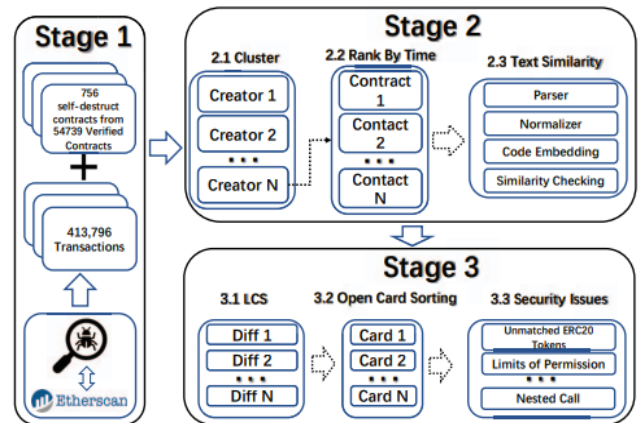 Stage 1
756
self-destruct
contracts from
54739 Verified
Contracts
+
413,796
Transactions
Etherscan
Stage 2
2.1 Cluster
Creator 1
Creator 2
...
Creator N
2.2 Rank By Time
Contract
1
Contact
2
...
Contact
N
2.3 Text Similarity
Parser
Normalizer
Code Embedding
Similarity Checking
Stage 3
3.1 LCS
Diff 1
Diff 2
...
Diff N
3.2 Open Card Sorting
Card 1
Card 2
...
Card N
3.3 Security Issues
Unmatched ERC20
Tokens
Limits of Permission
...
Nested Call